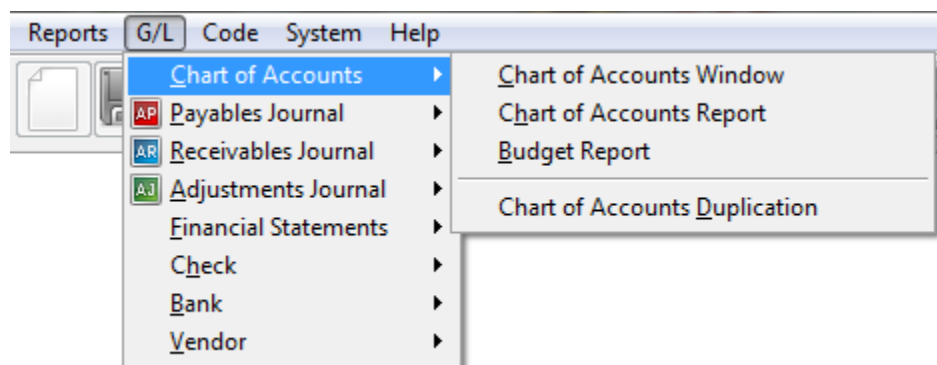 Reports G/L Code System Help
Chart of Accounts
AP Payables Journal
AR Receivables Journal
AJ Adjustments Journal
Financial Statements
Check
Bank
Vendor
Chart of Accounts Window
Chart of Accounts Report
Budget Report
Chart of Accounts Duplication